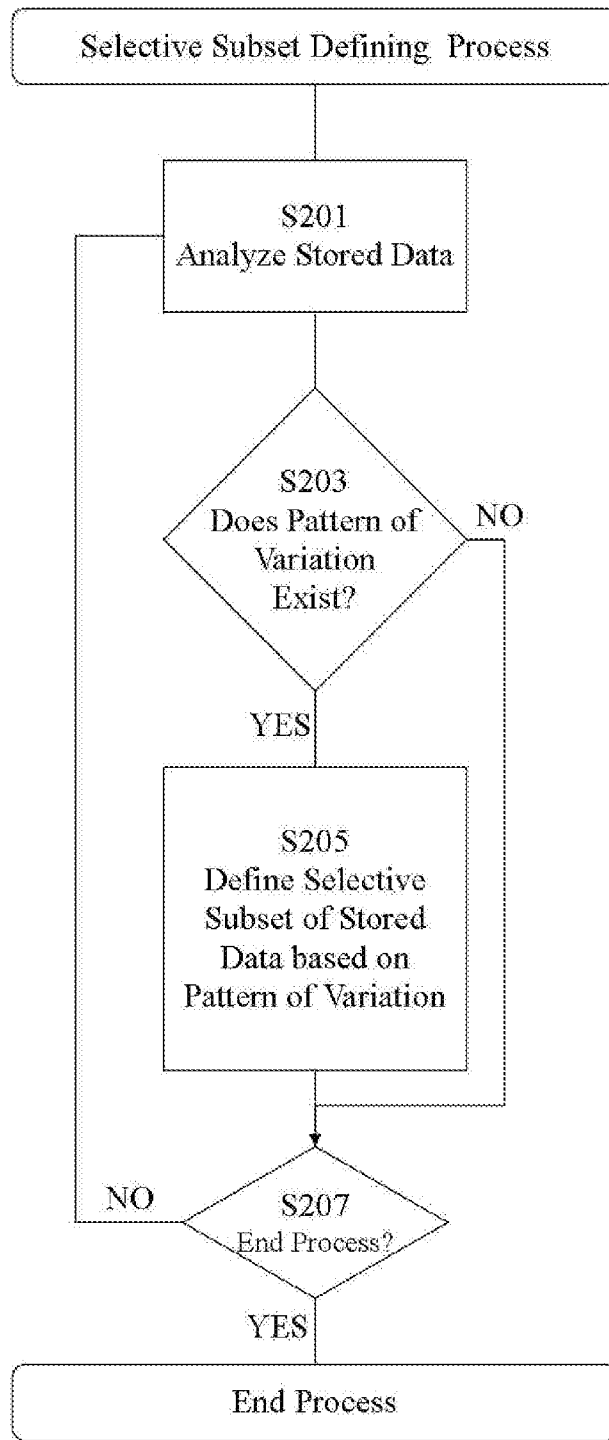 Selective Subset Defining Process
S201
Analyze Stored Data
S203
Does Pattern of
Variation
Exist?
NO
YES
S205
Define Selective
Subset of Stored
Data based on
Pattern of Variation
NO
S207
End Process?
YES
End Process